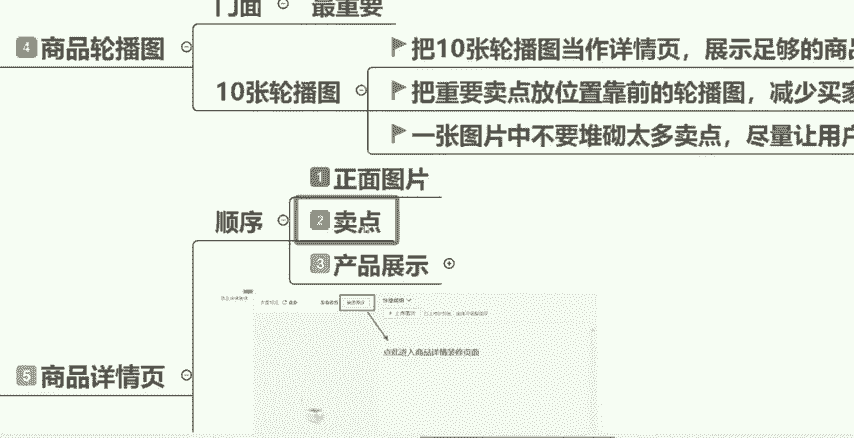 门面 最重要
4 商品轮播图
把10张轮播图当作详情页，展示足够的商品
10张轮播图
把重要卖点放位置靠前的轮播图，减少买家
一张图片中不要堆砌太多卖点，尽量让用户
1 正面图片
顺序
2 卖点
3 产品展示
点此进入商品详情装修页面
5 商品详情页